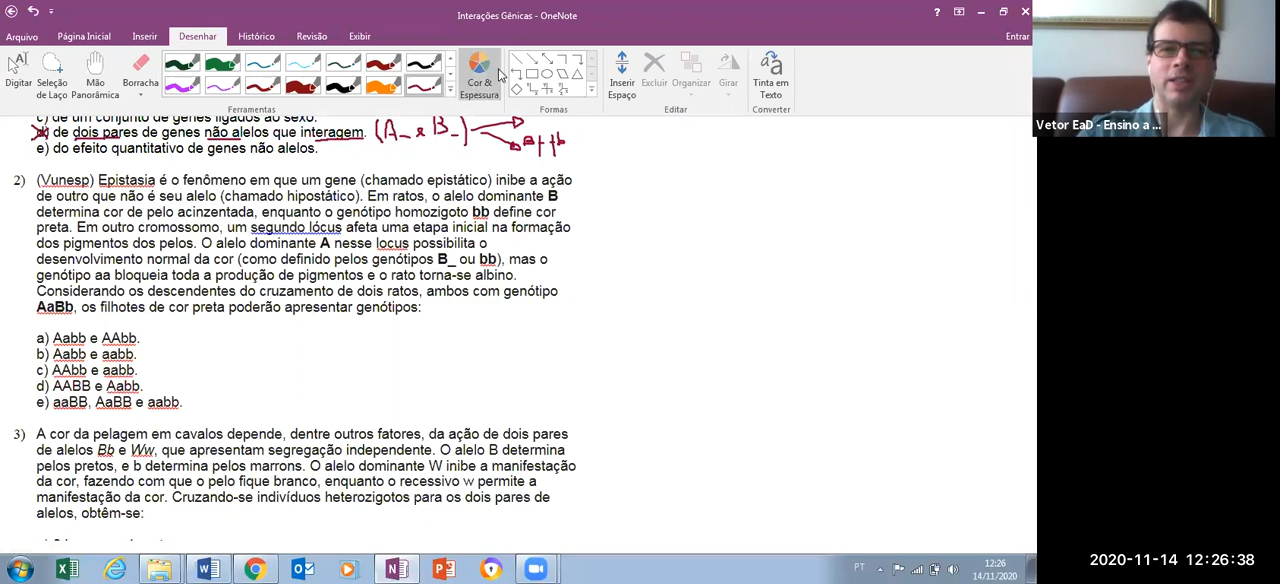 Interações Gênicas - OneNote
Arquivo Página Inicial Inserir Desenhar Histórico Revisão Exibir Entrar
Digitar Seleção de Laço Mão Panorâmica Borracha Cor & Espessura Inserir Espaço Excluir Organizar Girar Tinta em Texto
Ferramentas Formas Editar Converter
c) de um conjunto de genes ligados ao sexo.
de dois pares de genes não alelos que interagem. (A_ e B_)
e) do efeito quantitativo de genes não alelos.
2) (Vunesp) Epistasia é o fenômeno em que um gene (chamado epistático) inibe a ação
de outro que não é seu alelo (chamado hipostático). Em ratos, o alelo dominante B
determina cor de pelo acinzentada, enquanto o genótipo homozigoto bb define cor
preta. Em outro cromossomo, um segundo lócus afeta uma etapa inicial na formação
dos pigmentos dos pelos. O alelo dominante A nesse locus possibilita o
desenvolvimento normal da cor (como definido pelos genótipos B_ ou bb), mas o
genótipo aa bloqueia toda a produção de pigmentos e o rato torna-se albino.
Considerando os descendentes do cruzamento de dois ratos, ambos com genótipo
AaBb, os filhotes de cor preta poderão apresentar genótipos:
a) Aabb e AAbb.
b) Aabb e aabb.
c) AAbb e aabb.
d) AABB e Aabb.
e) aaBB, AaBB e aabb.
3) A cor da pelagem em cavalos depende, dentre outros fatores, da ação de dois pares
de alelos Bb e Ww, que apresentam segregação independente. O alelo B determina
pelos pretos, e b determina pelos marrons. O alelo dominante W inibe a manifestação
da cor, fazendo com que o pelo fique branco, enquanto o recessivo w permite a
manifestação da cor. Cruzando-se indivíduos heterozigotos para os dois pares de
alelos, obtêm-se:
Vetor EaD - Ensino a ...
PT
12:26
14/11/2020
2020-11-14 12:26:38